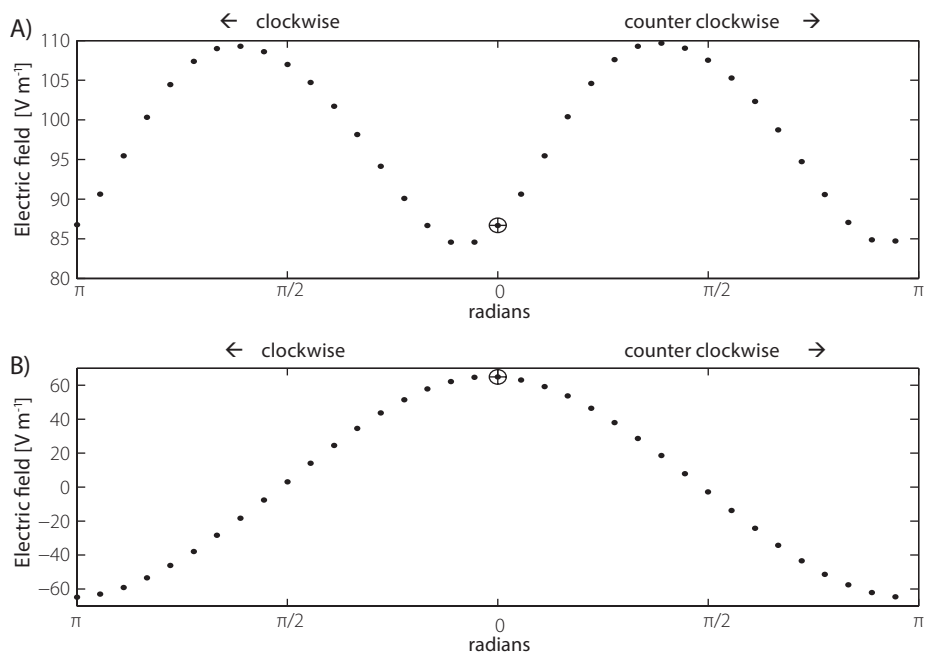 A)
← clockwise
counter clockwise →
Electric field [V m⁻¹]
110
105
100
95
90
85
80
π
π/2
0
π/2
π
radians
B)
← clockwise
counter clockwise →
Electric field [V m⁻¹]
60
40
20
0
−20
−40
−60
π
π/2
0
π/2
π
radians